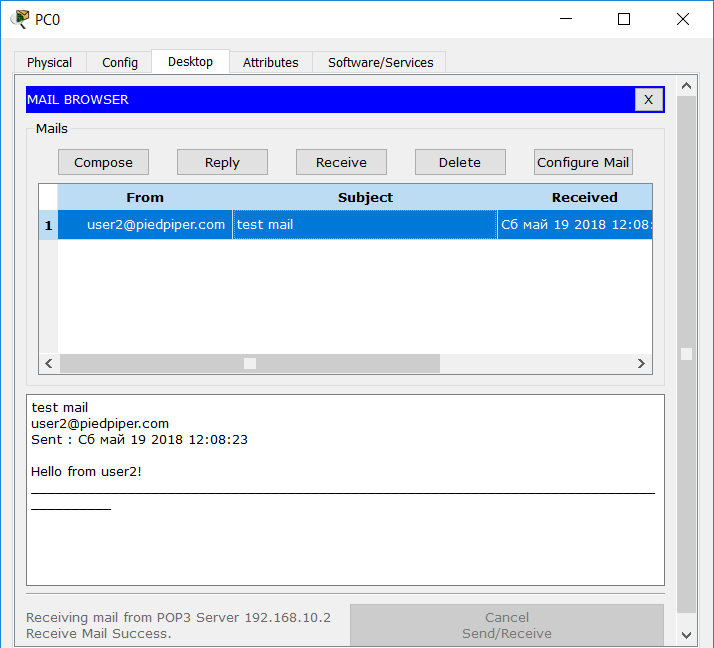 PC0
Physical Config Desktop Attributes Software/Services
MAIL BROWSER X
Mails
Compose Reply Receive Delete Configure Mail
From Subject Received
1 user2@piedpiper.com test mail Сб май 19 2018 12:08:
test mail
user2@piedpiper.com
Sent : Сб май 19 2018 12:08:23
Hello from user2!
Receiving mail from POP3 Server 192.168.10.2
Receive Mail Success.
Cancel
Send/Receive